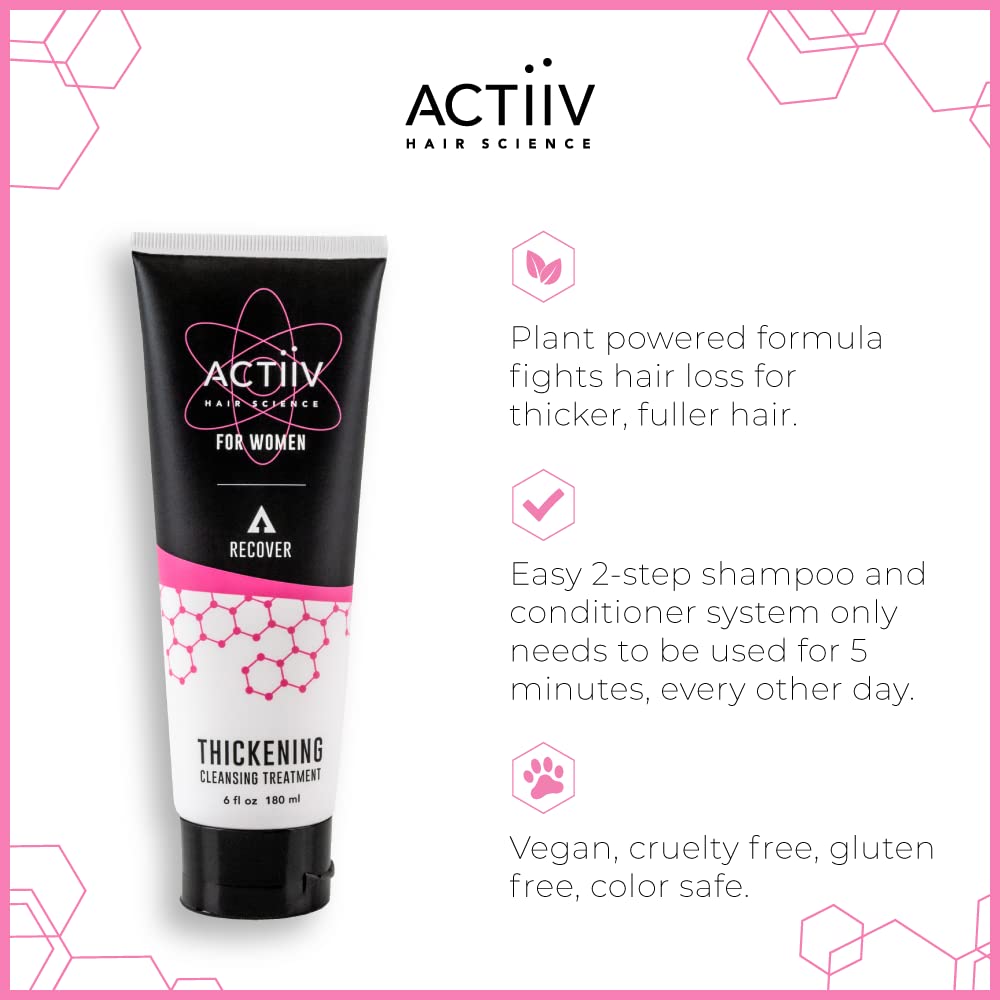 ACTiiV
HAIR SCIENCE
ACTiiV
HAIR SCIENCE
FOR WOMEN
RECOVER
THICKENING
CLEANSING TREATMENT
6 fl oz 180 ml
Plant powered formula
fights hair loss for
thicker, fuller hair.
Easy 2-step shampoo and
conditioner system only
needs to be used for 5
minutes, every other day.
Vegan, cruelty free, gluten
free, color safe.